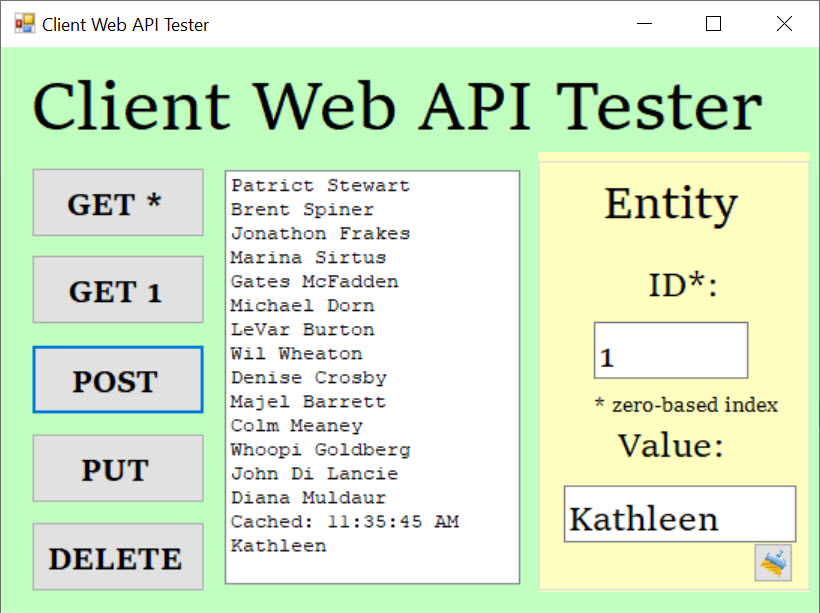 Client Web API Tester
Client Web API Tester
GET *
GET 1
POST
PUT
DELETE
Patrict Stewart
Brent Spiner
Jonathon Frakes
Marina Sirtus
Gates McFadden
Michael Dorn
LeVar Burton
Wil Wheaton
Denise Crosby
Majel Barrett
Colm Meaney
Whoopi Goldberg
John Di Lancie
Diana Muldaur
Cached: 11:35:45 AM
Kathleen
Entity
ID*:
1
* zero-based index
Value:
Kathleen